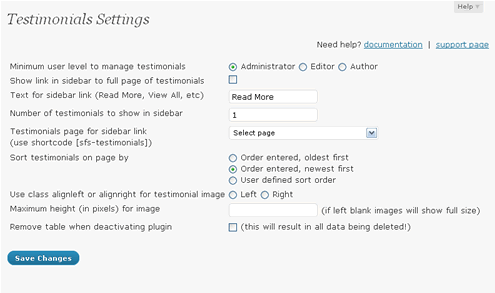 Help
Testimonials Settings
Need help? documentation | support page
Minimum user level to manage testimonials Administrator Editor Author
Show link in sidebar to full page of testimonials
Text for sidebar link (Read More, View All, etc) Read More
Number of testimonials to show in sidebar 1
Testimonials page for sidebar link Select page
(use shortcode [sfs-testimonials])
Sort testimonials on page by Order entered, oldest first
Order entered, newest first
User defined sort order
Use class alignleft or alignright for testimonial image Left Right
Maximum height (in pixels) for image (if left blank images will show full size)
Remove table when deactivating plugin (this will result in all data being deleted!)
Save Changes